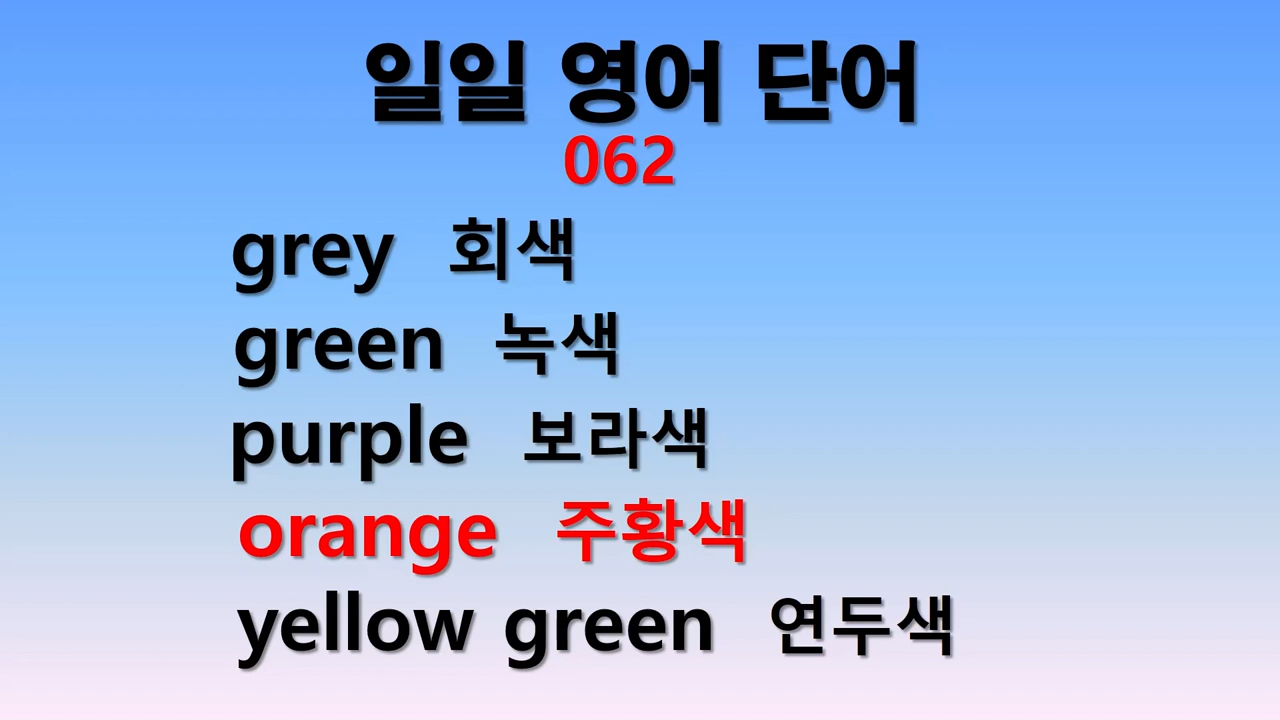 일일 영어 단어
062
grey 회색
green 녹색
purple 보라색
orange 주황색
yellow green 연두색